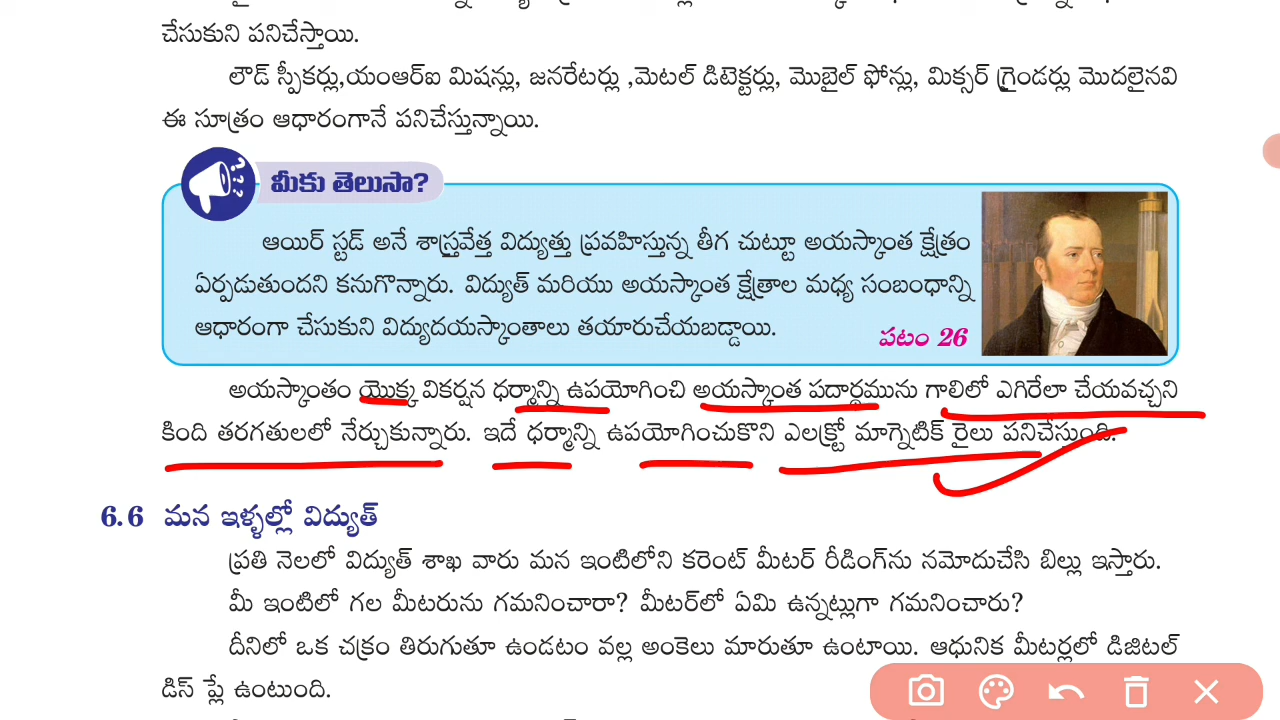 చేసుకుని పనిచేస్తాయి.
లౌడ్ స్పీకర్లు,యంఆర్ఐ మిషన్లు, జనరేటర్లు ,మెటల్ డిటెక్టర్లు, మొబైల్ ఫోన్లు, మిక్సర్ గ్రైండర్లు మొదలైనవి
ఈ సూత్రం ఆధారంగానే పనిచేస్తున్నాయి.
మీకు తెలుసా?
ఆయిర్ స్టడ్ అనే శాస్త్రవేత్త విద్యుత్తు ప్రవహిస్తున్న తీగ చుట్టూ అయస్కాంత క్షేత్రం
ఏర్పడుతుందని కనుగొన్నారు. విద్యుత్ మరియు అయస్కాంత క్షేత్రాల మధ్య సంబంధాన్ని
ఆధారంగా చేసుకుని విద్యుదయస్కాంతాలు తయారుచేయబడ్డాయి.
పటం 26
అయస్కాంతం యొక్క వికర్షన ధర్మాన్ని ఉపయోగించి అయస్కాంత పదార్థమును గాలిలో ఎగిరేలా చేయవచ్చని
కింది తరగతులలో నేర్చుకున్నారు. ఇదే ధర్మాన్ని ఉపయోగించుకొని ఎలక్ట్రో మాగ్నెటిక్ రైలు పనిచేస్తుంది.
6.6 మన ఇళ్ళల్లో విద్యుత్
ప్రతి నెలలో విద్యుత్ శాఖ వారు మన ఇంటిలోని కరెంట్ మీటర్ రీడింగ్‌ను నమోదుచేసి బిల్లు ఇస్తారు.
మీ ఇంటిలో గల మీటరును గమనించారా? మీటర్‌లో ఏమి ఉన్నట్లుగా గమనించారు?
దీనిలో ఒక చక్రం తిరుగుతూ ఉండటం వల్ల అంకెలు మారుతూ ఉంటాయి. ఆధునిక మీటర్లలో డిజిటల్
డిస్ ప్లే ఉంటుంది.